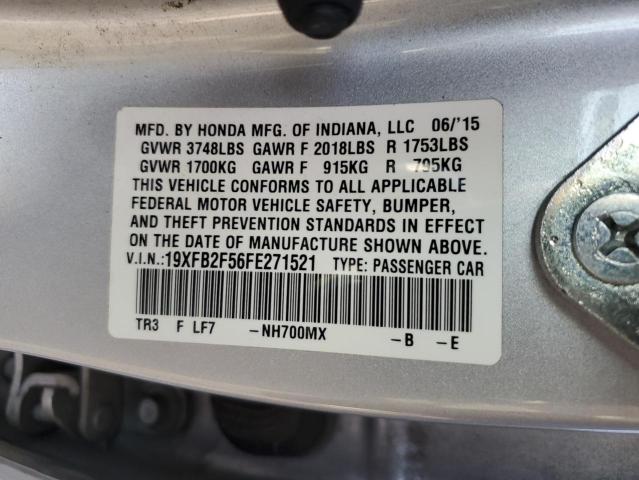 MFD. BY HONDA MFG. OF INDIANA, LLC 06/'15
GVWR 3748LBS GAWR F 2018LBS R 1753LBS
GVWR 1700KG GAWR F 915KG R 795KG
THIS VEHICLE CONFORMS TO ALL APPLICABLE
FEDERAL MOTOR VEHICLE SAFETY, BUMPER,
AND THEFT PREVENTION STANDARDS IN EFFECT
ON THE DATE OF MANUFACTURE SHOWN ABOVE.
V.I.N.:19XFB2F56FE271521 TYPE: PASSENGER CAR
TR3 F LF7 -NH700MX -B -E